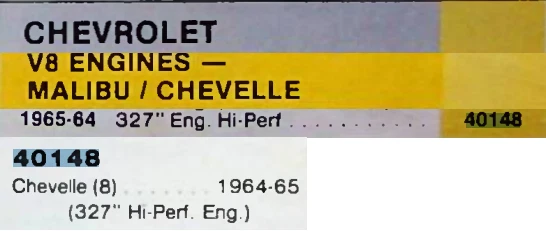 CHEVROLET
V8 ENGINES —
MALIBU / CHEVELLE
1965-64 327" Eng. Hi-Perf . . . . . . . . . . . 40148
40148
Chevelle (8) . . . . . . . 1964-65
(327" Hi-Perf. Eng.)